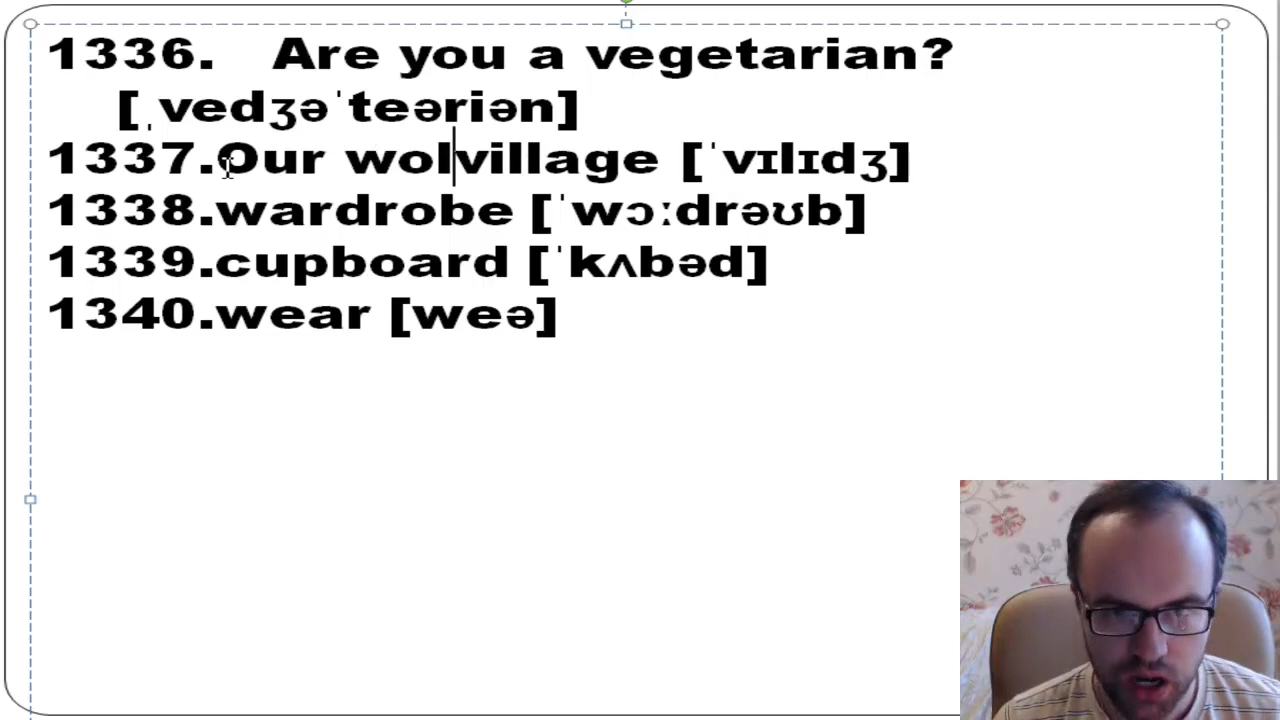 1336. Are you a vegetarian?
[ˌvedʒəˈteəriən]
1337.Our wolvillage [ˈvɪlɪdʒ]
1338.wardrobe [ˈwɔːdrəʊb]
1339.cupboard [ˈkʌbəd]
1340.wear [weə]